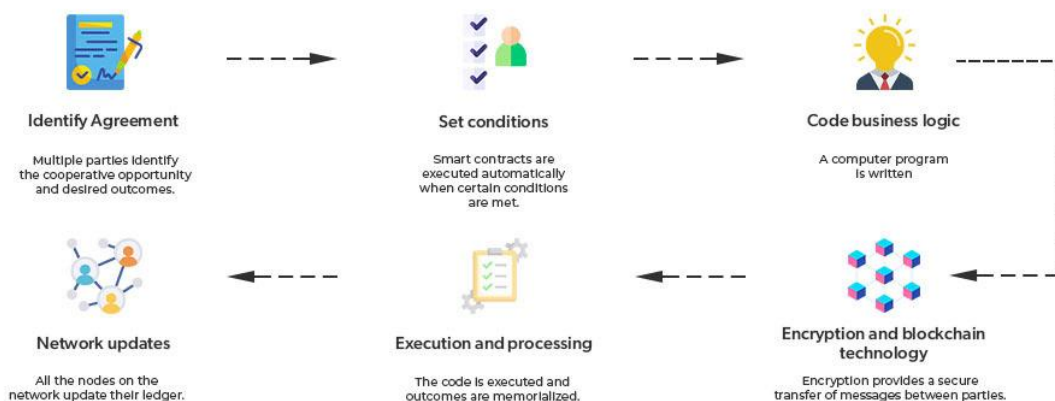 Identify Agreement
Multiple parties identify
the cooperative opportunity
and desired outcomes.
Set conditions
Smart contracts are
executed automatically
when certain conditions
are met.
Code business logic
A computer program
is written
Encryption and blockchain
technology
Encryption provides a secure
transfer of messages between parties.
Execution and processing
The code is executed and
outcomes are memorialized.
Network updates
All the nodes on the
network update their ledger.